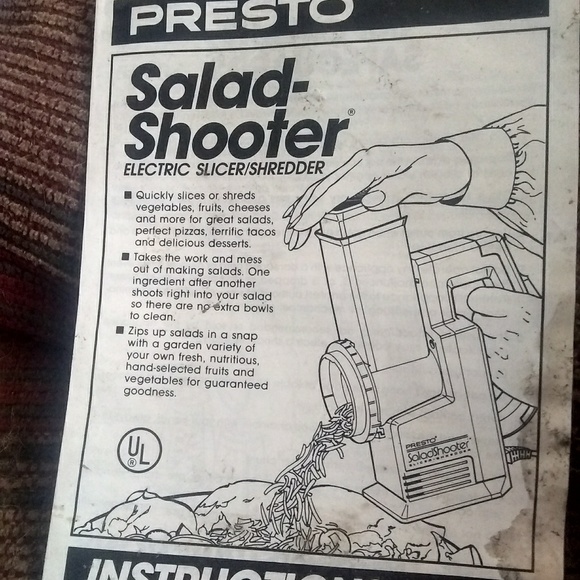 PRESTO
Salad-
Shooter®
ELECTRIC SLICER/SHREDDER
■ Quickly slices or shreds
vegetables, fruits, cheeses
and more for great salads,
perfect pizzas, terrific tacos
and delicious desserts.
■ Takes the work and mess
out of making salads. One
ingredient after another
shoots right into your salad
so there are no extra bowls
to clean.
■ Zips up salads in a snap
with a garden variety of
your own fresh, nutritious,
hand-selected fruits and
vegetables for guaranteed
goodness.
UL
®
PRESTO®
SaladShooter
SLICER·SHREDDER